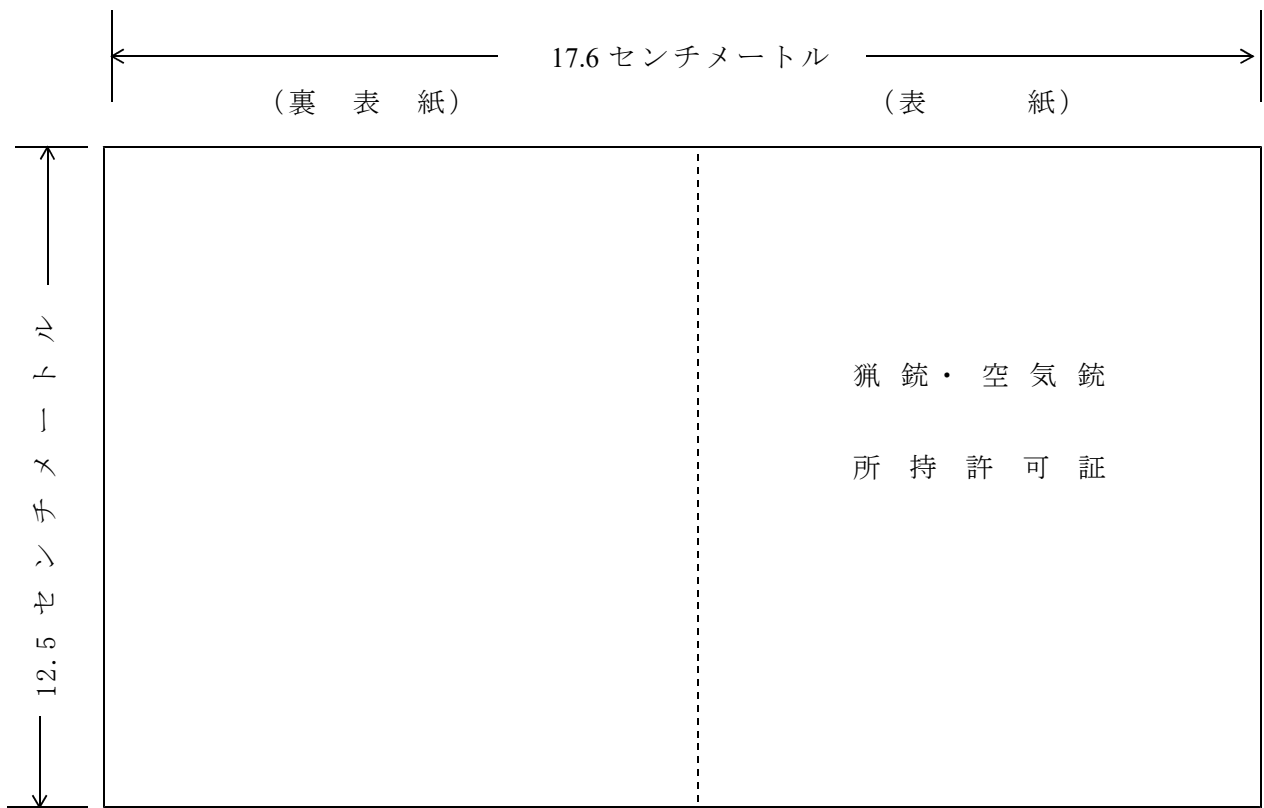 17.6 センチメートル
（裏 表 紙）
（表 紙）
12.5 センチメートル
猟 銃・ 空 気 銃
所 持 許 可 証